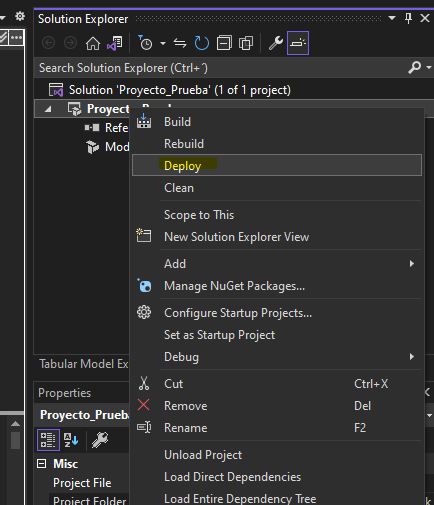 Solution Explorer
Search Solution Explorer (Ctrl+´)
Solution 'Proyecto_Prueba' (1 of 1 project)
Build
Rebuild
Deploy
Clean
Scope to This
New Solution Explorer View
Add
Manage NuGet Packages...
Configure Startup Projects...
Set as Startup Project
Debug
Tabular Model Ex
Cut Ctrl+X
Properties
Remove Del
Proyecto_Prueba
Rename F2
Unload Project
Misc
Load Direct Dependencies
Project File
Load Entire Dependency Tree
Project Folder